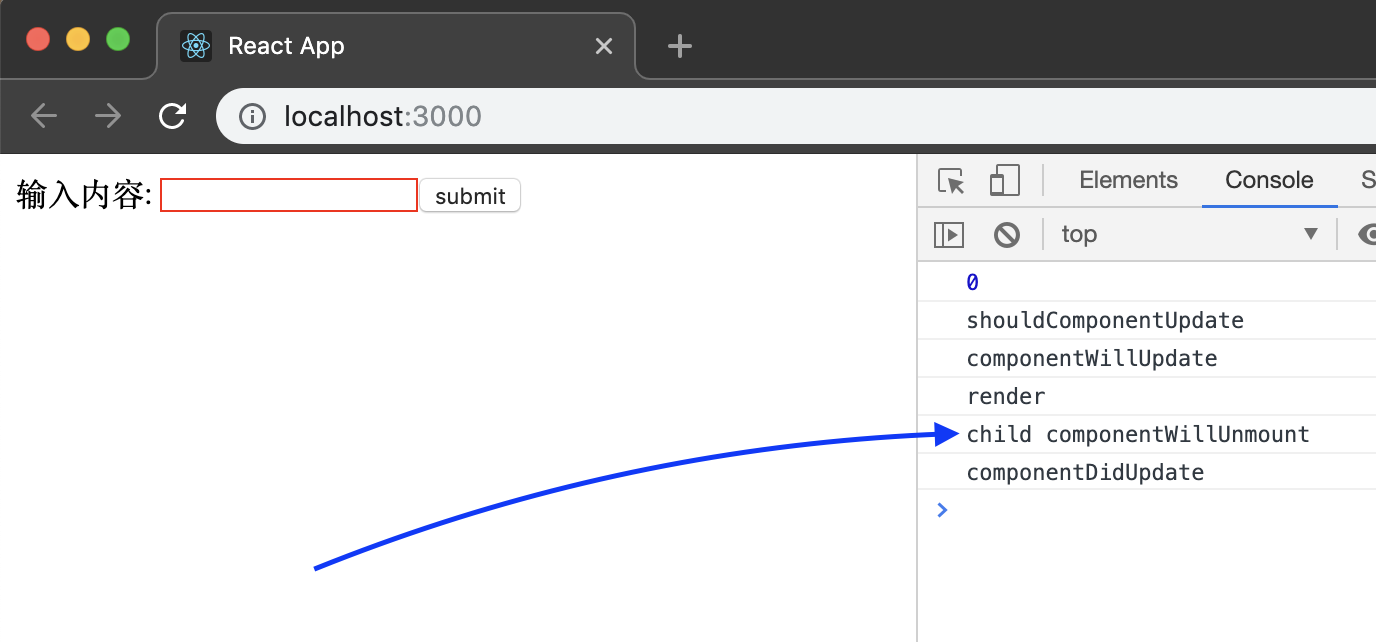 React App
localhost:3000
输入内容: submit
Elements Console S
top
0
shouldComponentUpdate
componentWillUpdate
render
child componentWillUnmount
componentDidUpdate